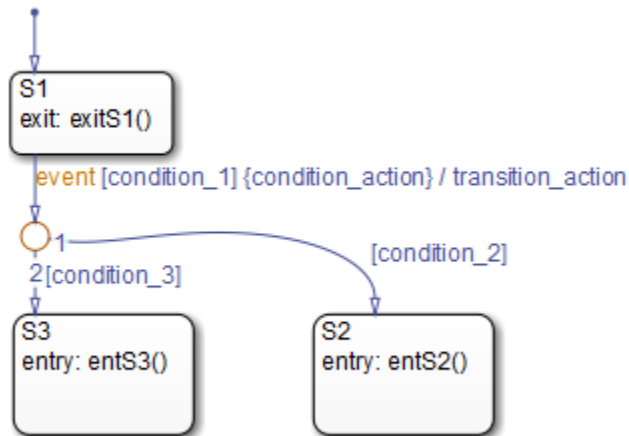 S1
exit: exitS1()
event [condition_1] {condition_action} / transition_action
1
[condition_2]
2 [condition_3]
S3
entry: entS3()
S2
entry: entS2()